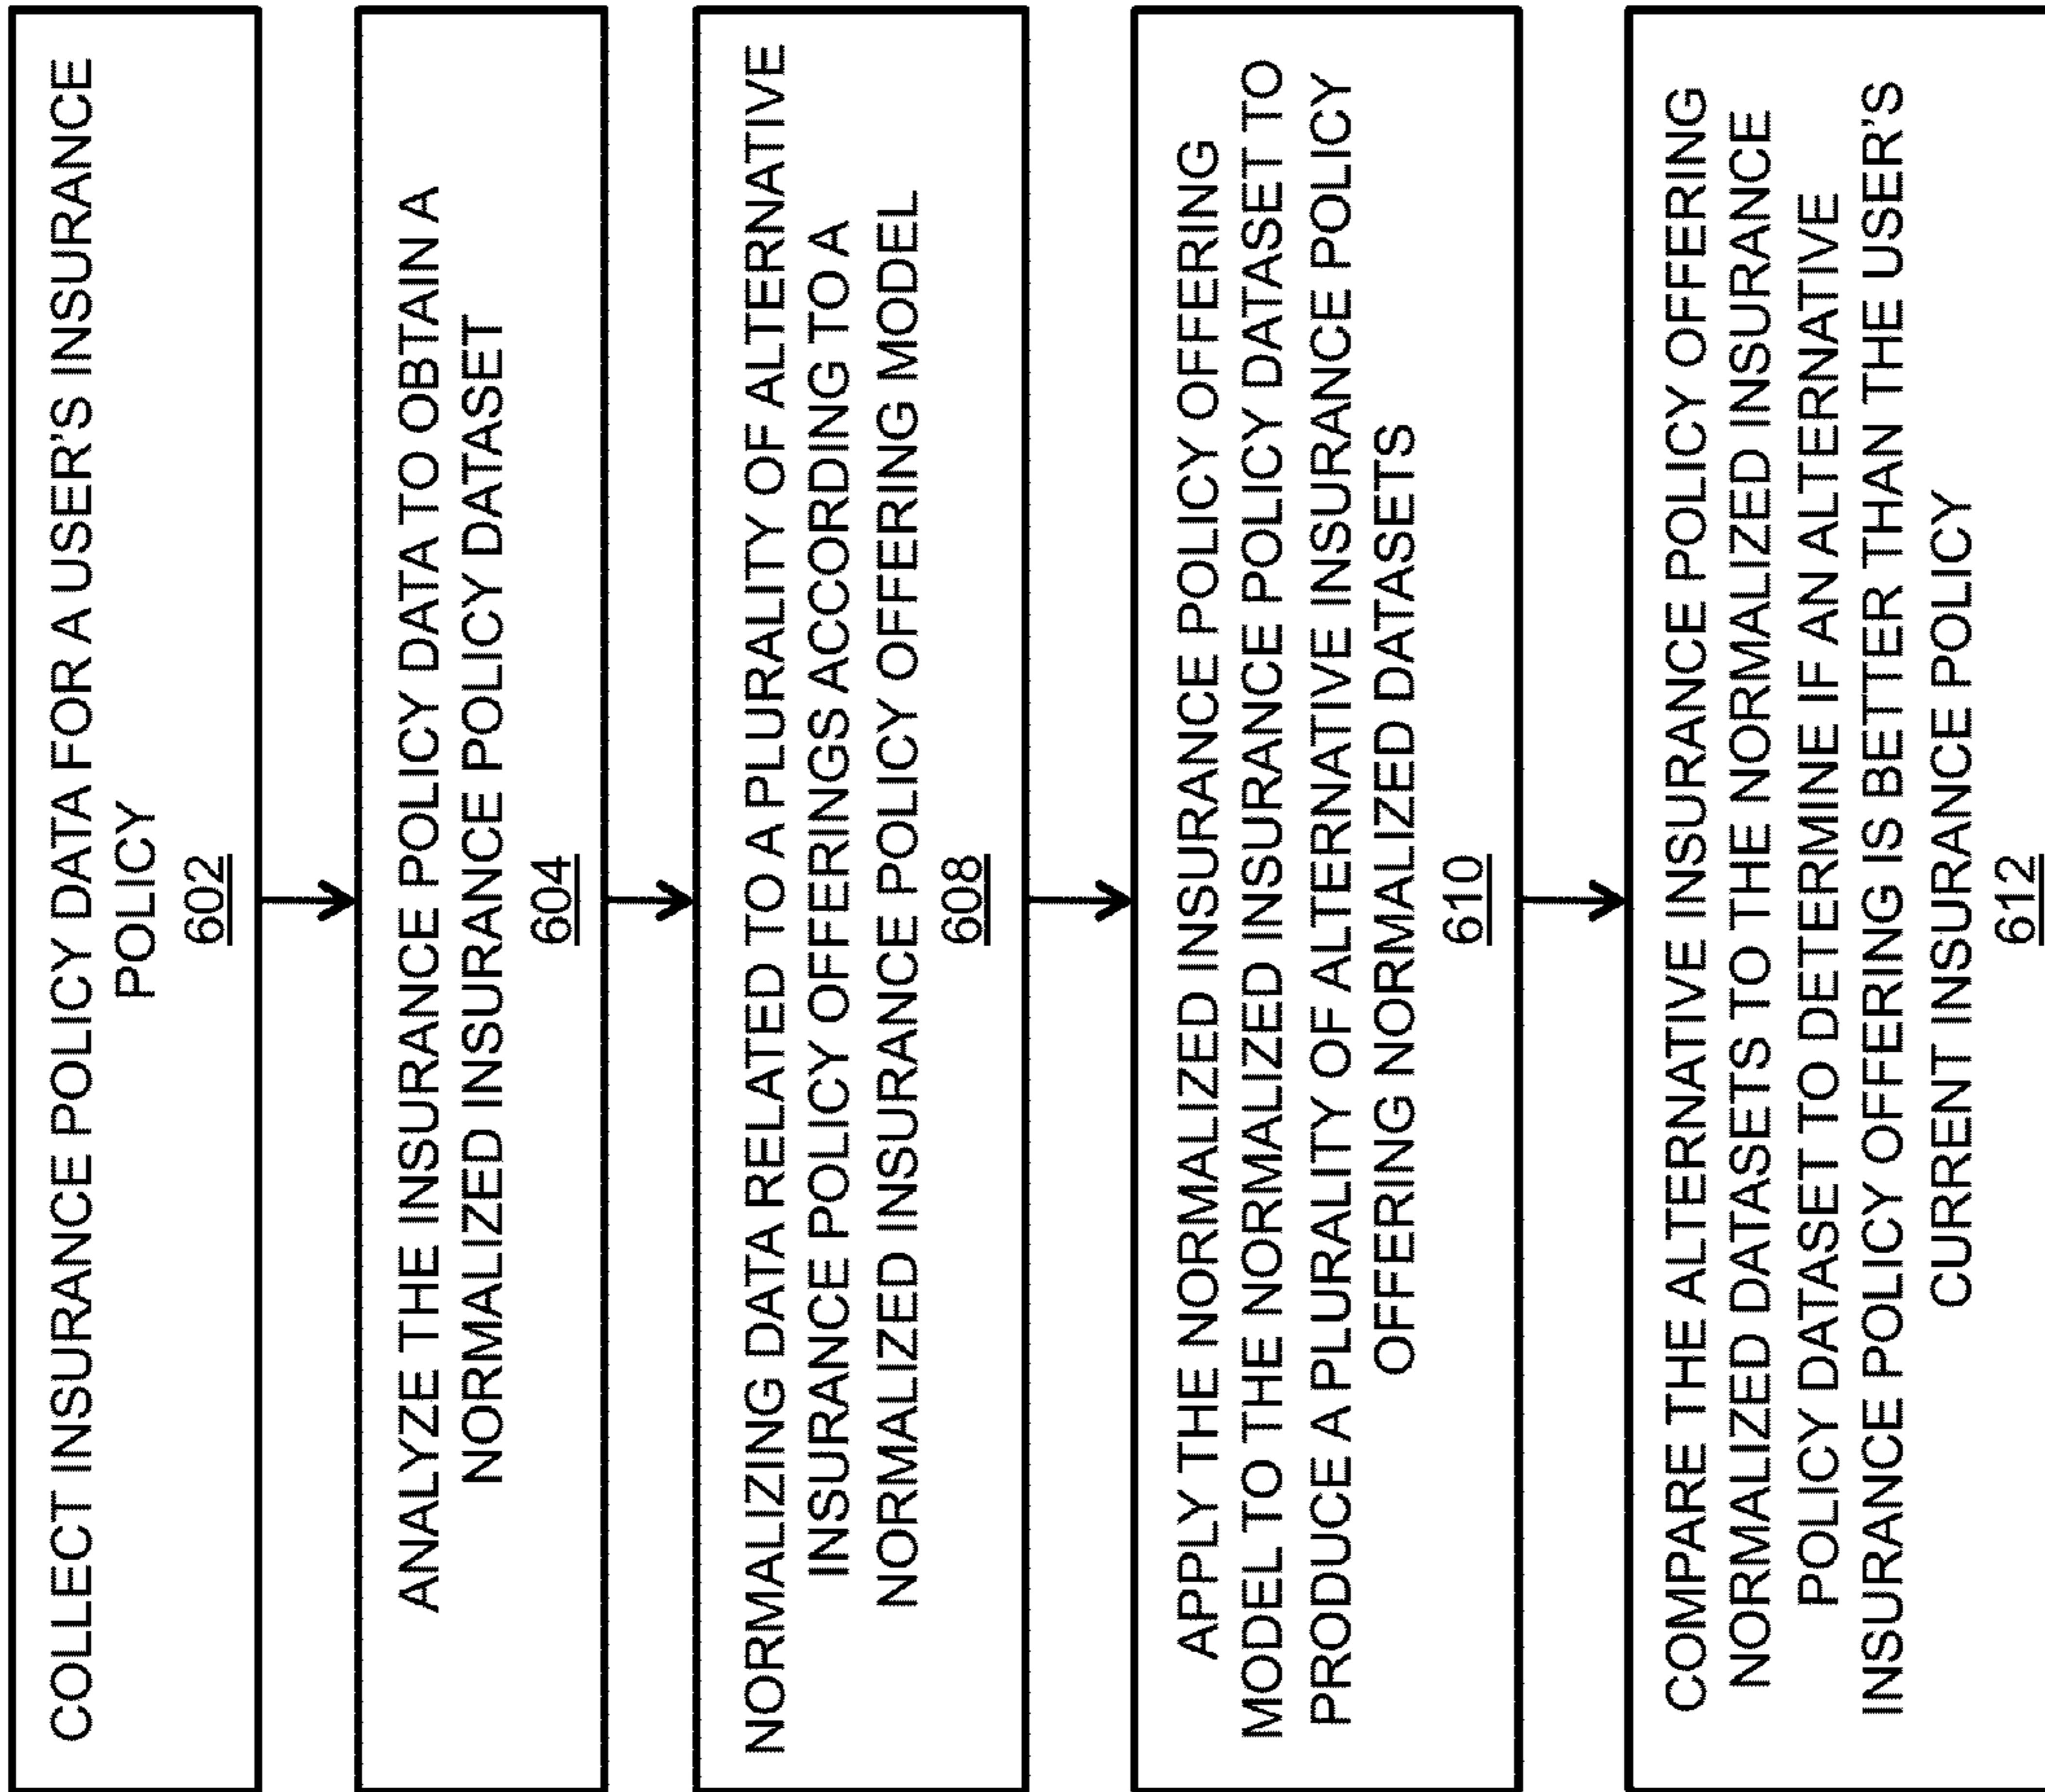 COLLECT INSURANCE POLICY DATA FOR A USER'S INSURANCE
POLICY
602
ANALYZE THE INSURANCE POLICY DATA TO OBTAIN A
NORMALIZED INSURANCE POLICY DATASET
604
NORMALIZING DATA RELATED TO A PLURALITY OF ALTERNATIVE
INSURANCE POLICY OFFERINGS ACCORDING TO A
NORMALIZED INSURANCE POLICY OFFERING MODEL
608
APPLY THE NORMALIZED INSURANCE POLICY OFFERING
MODEL TO THE NORMALIZED INSURANCE POLICY DATASET TO
PRODUCE A PLURALITY OF ALTERNATIVE INSURANCE POLICY
OFFERING NORMALIZED DATASETS
610
COMPARE THE ALTERNATIVE INSURANCE POLICY OFFERING
NORMALIZED DATASETS TO THE NORMALIZED INSURANCE
POLICY DATASET TO DETERMINE IF AN ALTERNATIVE
INSURANCE POLICY OFFERING IS BETTER THAN THE USER'S
CURRENT INSURANCE POLICY
612